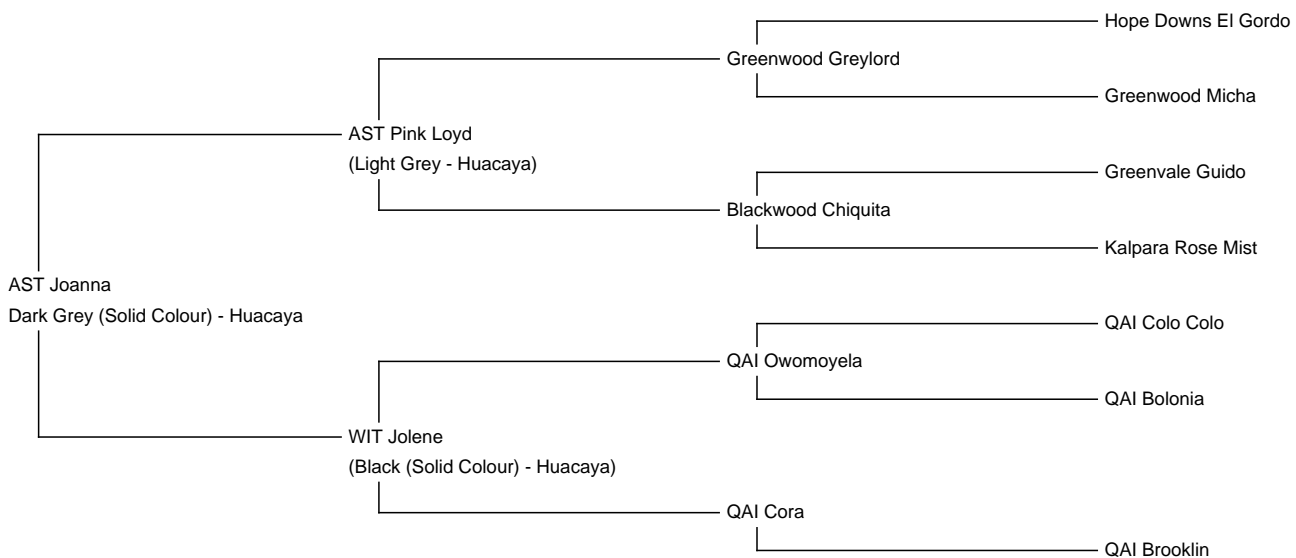 Hope Downs El Gordo
Greenwood Greylord
Greenwood Micha
AST Pink Loyd
(Light Grey - Huacaya)
Greenvale Guido
Blackwood Chiquita
Kalpara Rose Mist
AST Joanna
Dark Grey (Solid Colour) - Huacaya
QAI Colo Colo
QAI Owomoyela
QAI Bolonia
WIT Jolene
(Black (Solid Colour) - Huacaya)
QAI Cora
QAI Brooklin